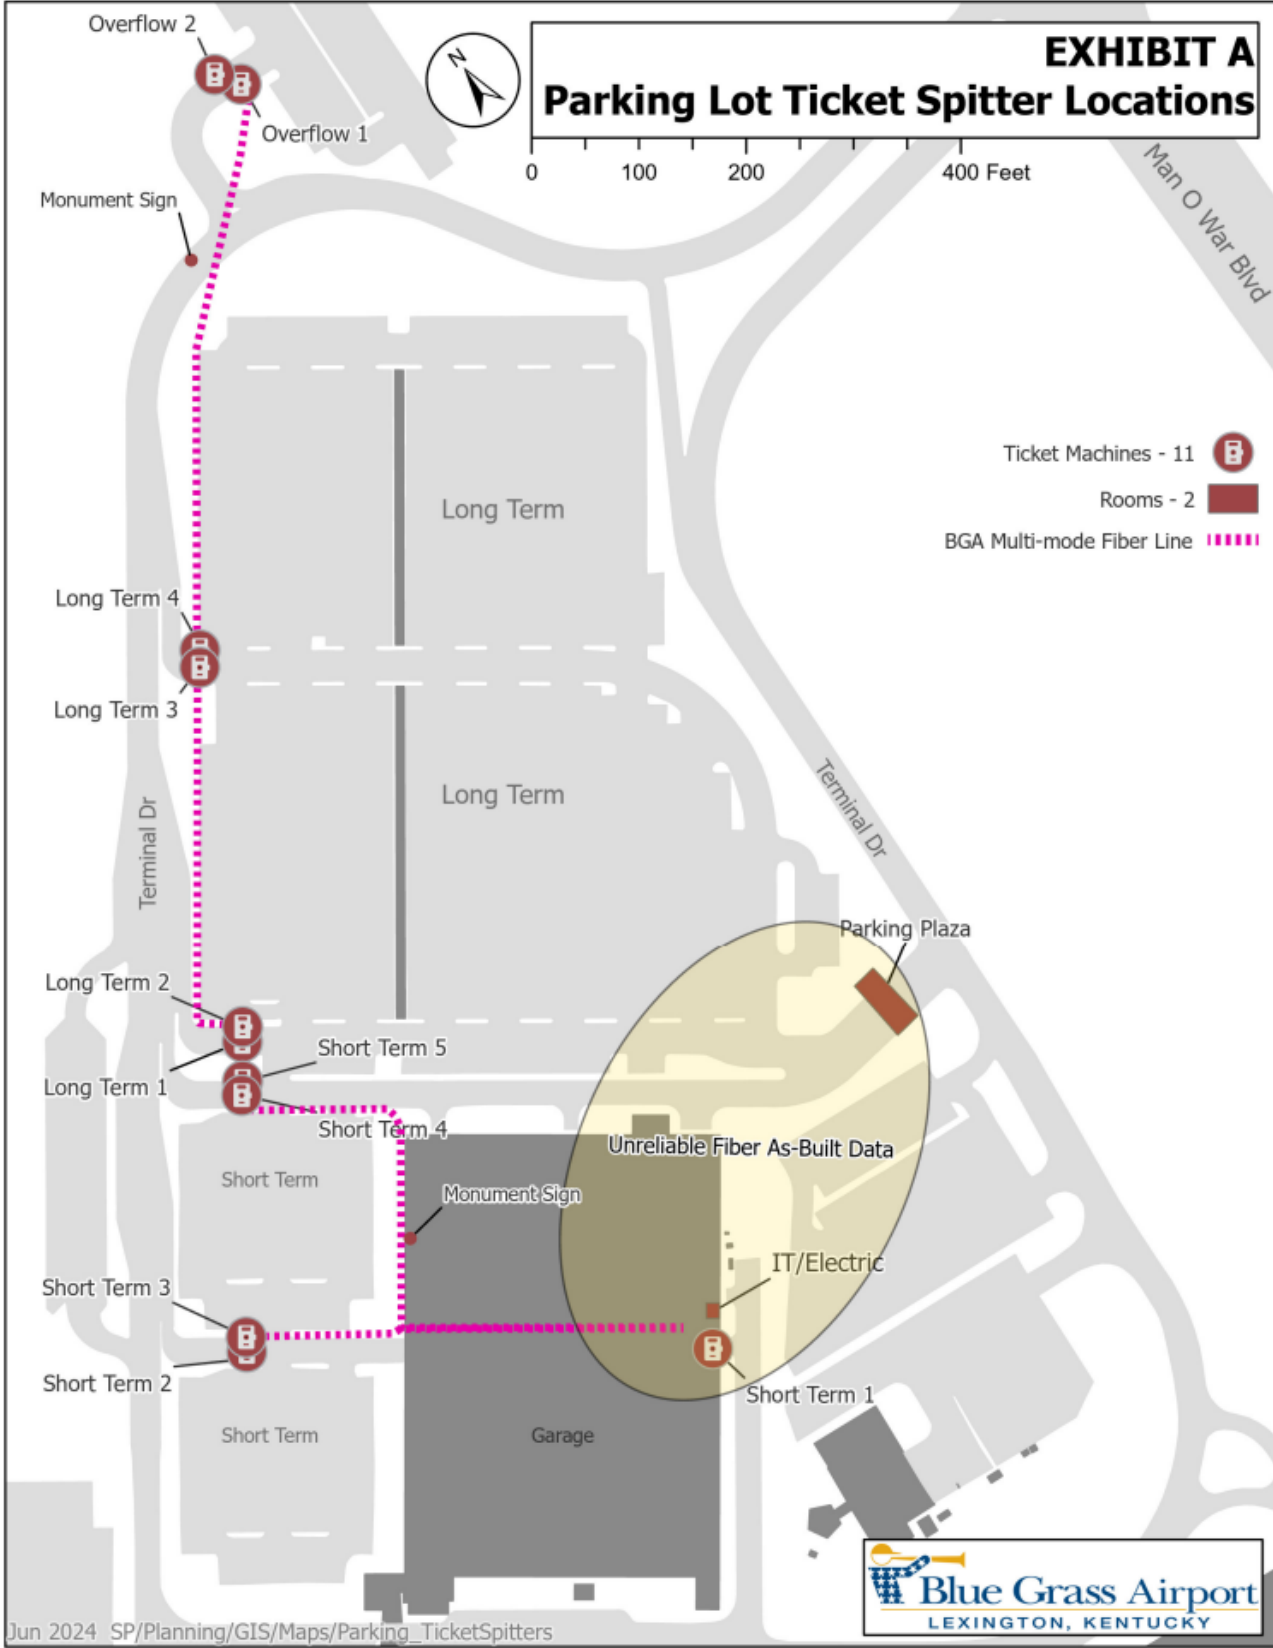 Overflow 2
N
EXHIBIT A
Parking Lot Ticket Spitter Locations
Overflow 1
0 100 200 400 Feet
Man O War Blvd
Monument Sign
Ticket Machines - 11
Rooms - 2
BGA Multi-mode Fiber Line
Long Term
Long Term 4
Long Term 3
Long Term
Terminal Dr
Terminal Dr
Parking Plaza
Long Term 2
Short Term 5
Long Term 1
Short Term 4
Unreliable Fiber As-Built Data
Short Term
Monument Sign
IT/Electric
Short Term 3
Short Term 2
Short Term 1
Short Term
Garage
Blue Grass Airport
LEXINGTON, KENTUCKY
Jun 2024 SP/Planning/GIS/Maps/Parking_TicketSpitters